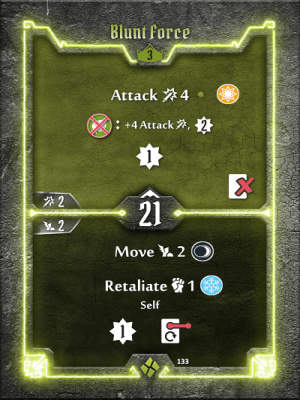 Blunt Force
3
Attack 4
: +4 Attack, 2
1
2
21
2
Move 2
Retaliate 1
Self
1
133